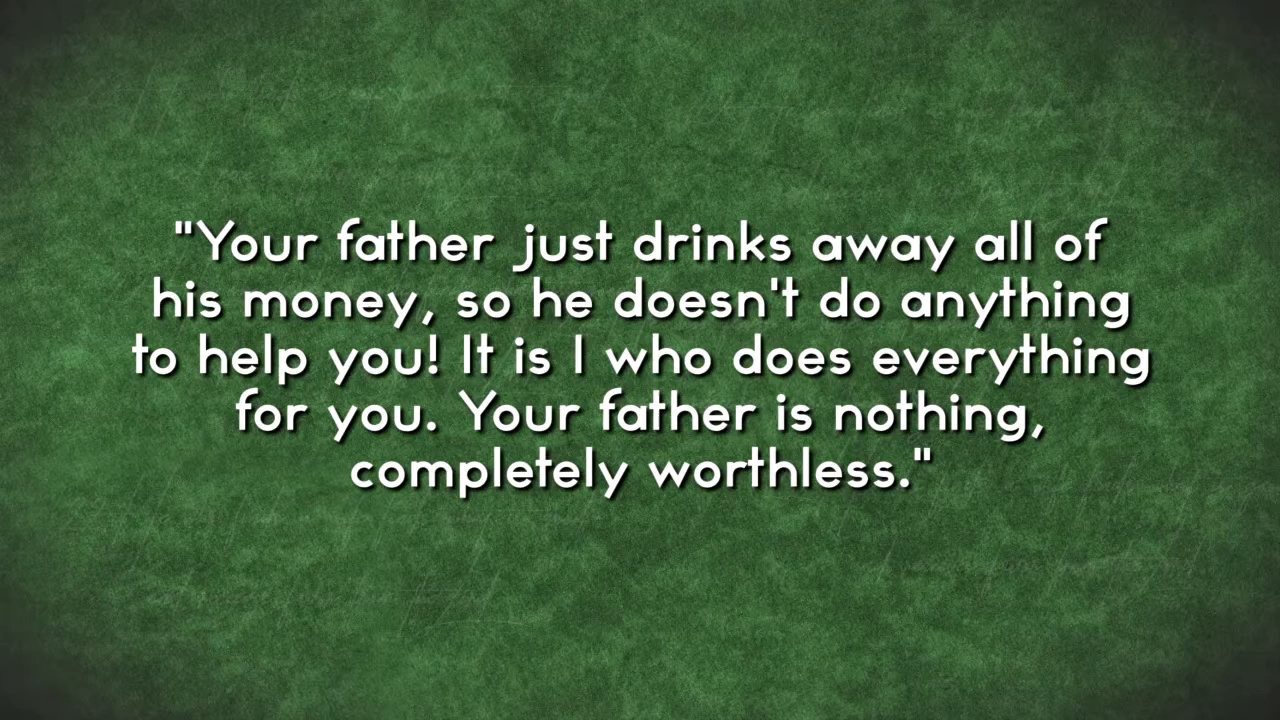 "Your father just drinks away all of
his money, so he doesn't do anything
to help you! It is I who does everything
for you. Your father is nothing,
completely worthless."